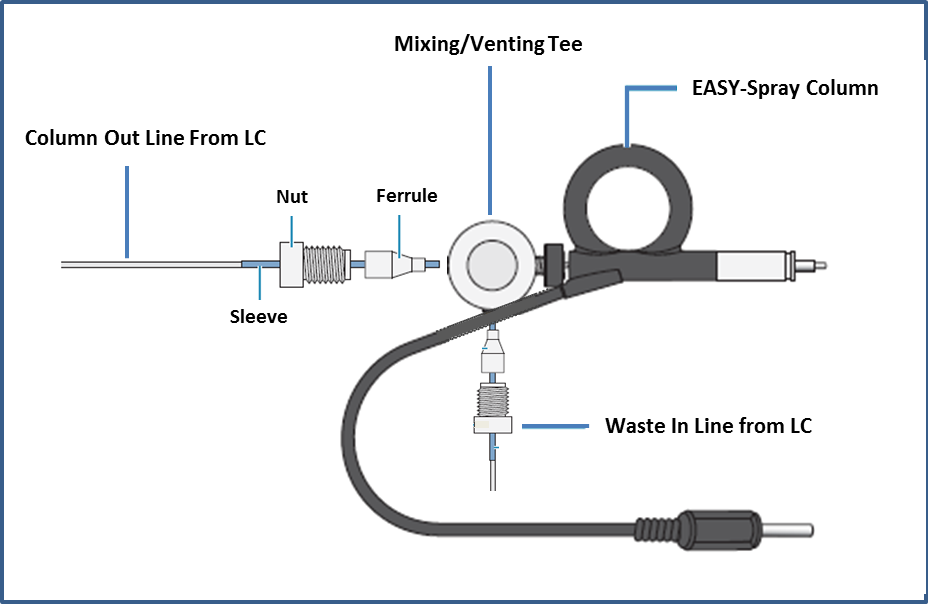 Mixing/Venting Tee
EASY-Spray Column
Column Out Line From LC
Nut
Ferrule
Sleeve
Waste In Line from LC